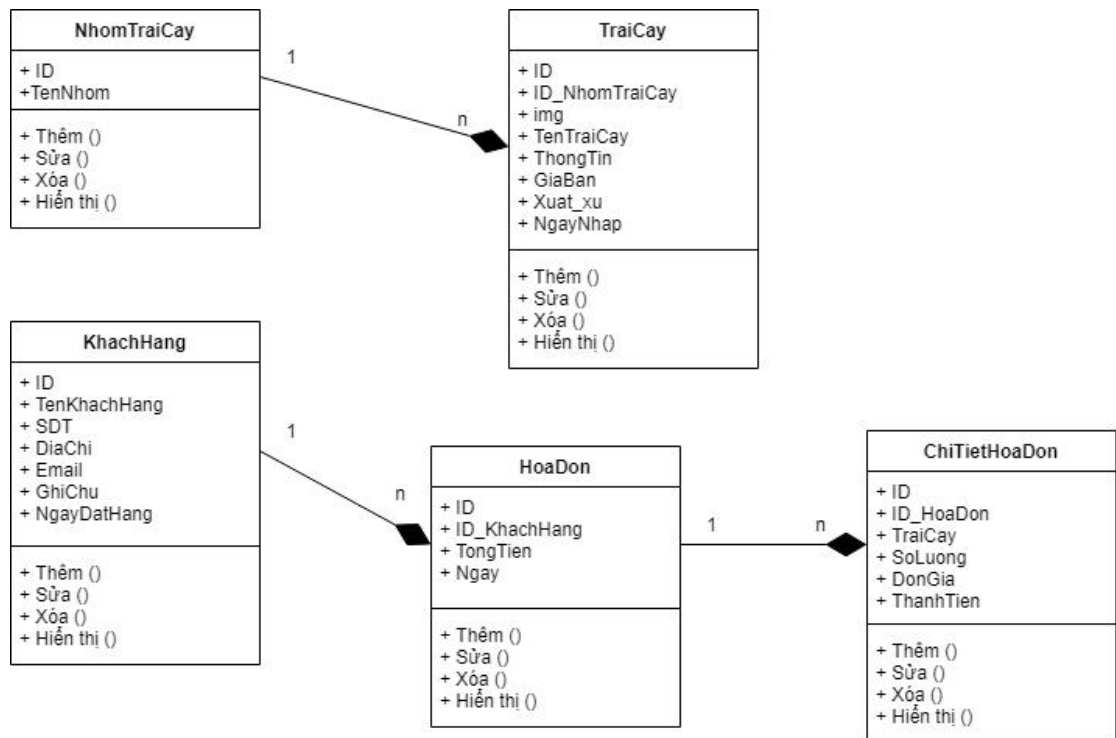 NhomTraiCay
+ ID
+TenNhom
+ Thêm ()
+ Sửa ()
+ Xóa ()
+ Hiển thị ()
1
n
TraiCay
+ ID
+ ID_NhomTraiCay
+ img
+ TenTraiCay
+ ThongTin
+ GiaBan
+ Xuat_xu
+ NgayNhap
+ Thêm ()
+ Sửa ()
+ Xóa ()
+ Hiển thị ()
KhachHang
+ ID
+ TenKhachHang
+ SDT
+ DiaChi
+ Email
+ GhiChu
+ NgayDatHang
+ Thêm ()
+ Sửa ()
+ Xóa ()
+ Hiển thị ()
1
n
HoaDon
+ ID
+ ID_KhachHang
+ TongTien
+ Ngay
+ Thêm ()
+ Sửa ()
+ Xóa ()
+ Hiển thị ()
1
n
ChiTietHoaDon
+ ID
+ ID_HoaDon
+ TraiCay
+ SoLuong
+ DonGia
+ ThanhTien
+ Thêm ()
+ Sửa ()
+ Xóa ()
+ Hiển thị ()